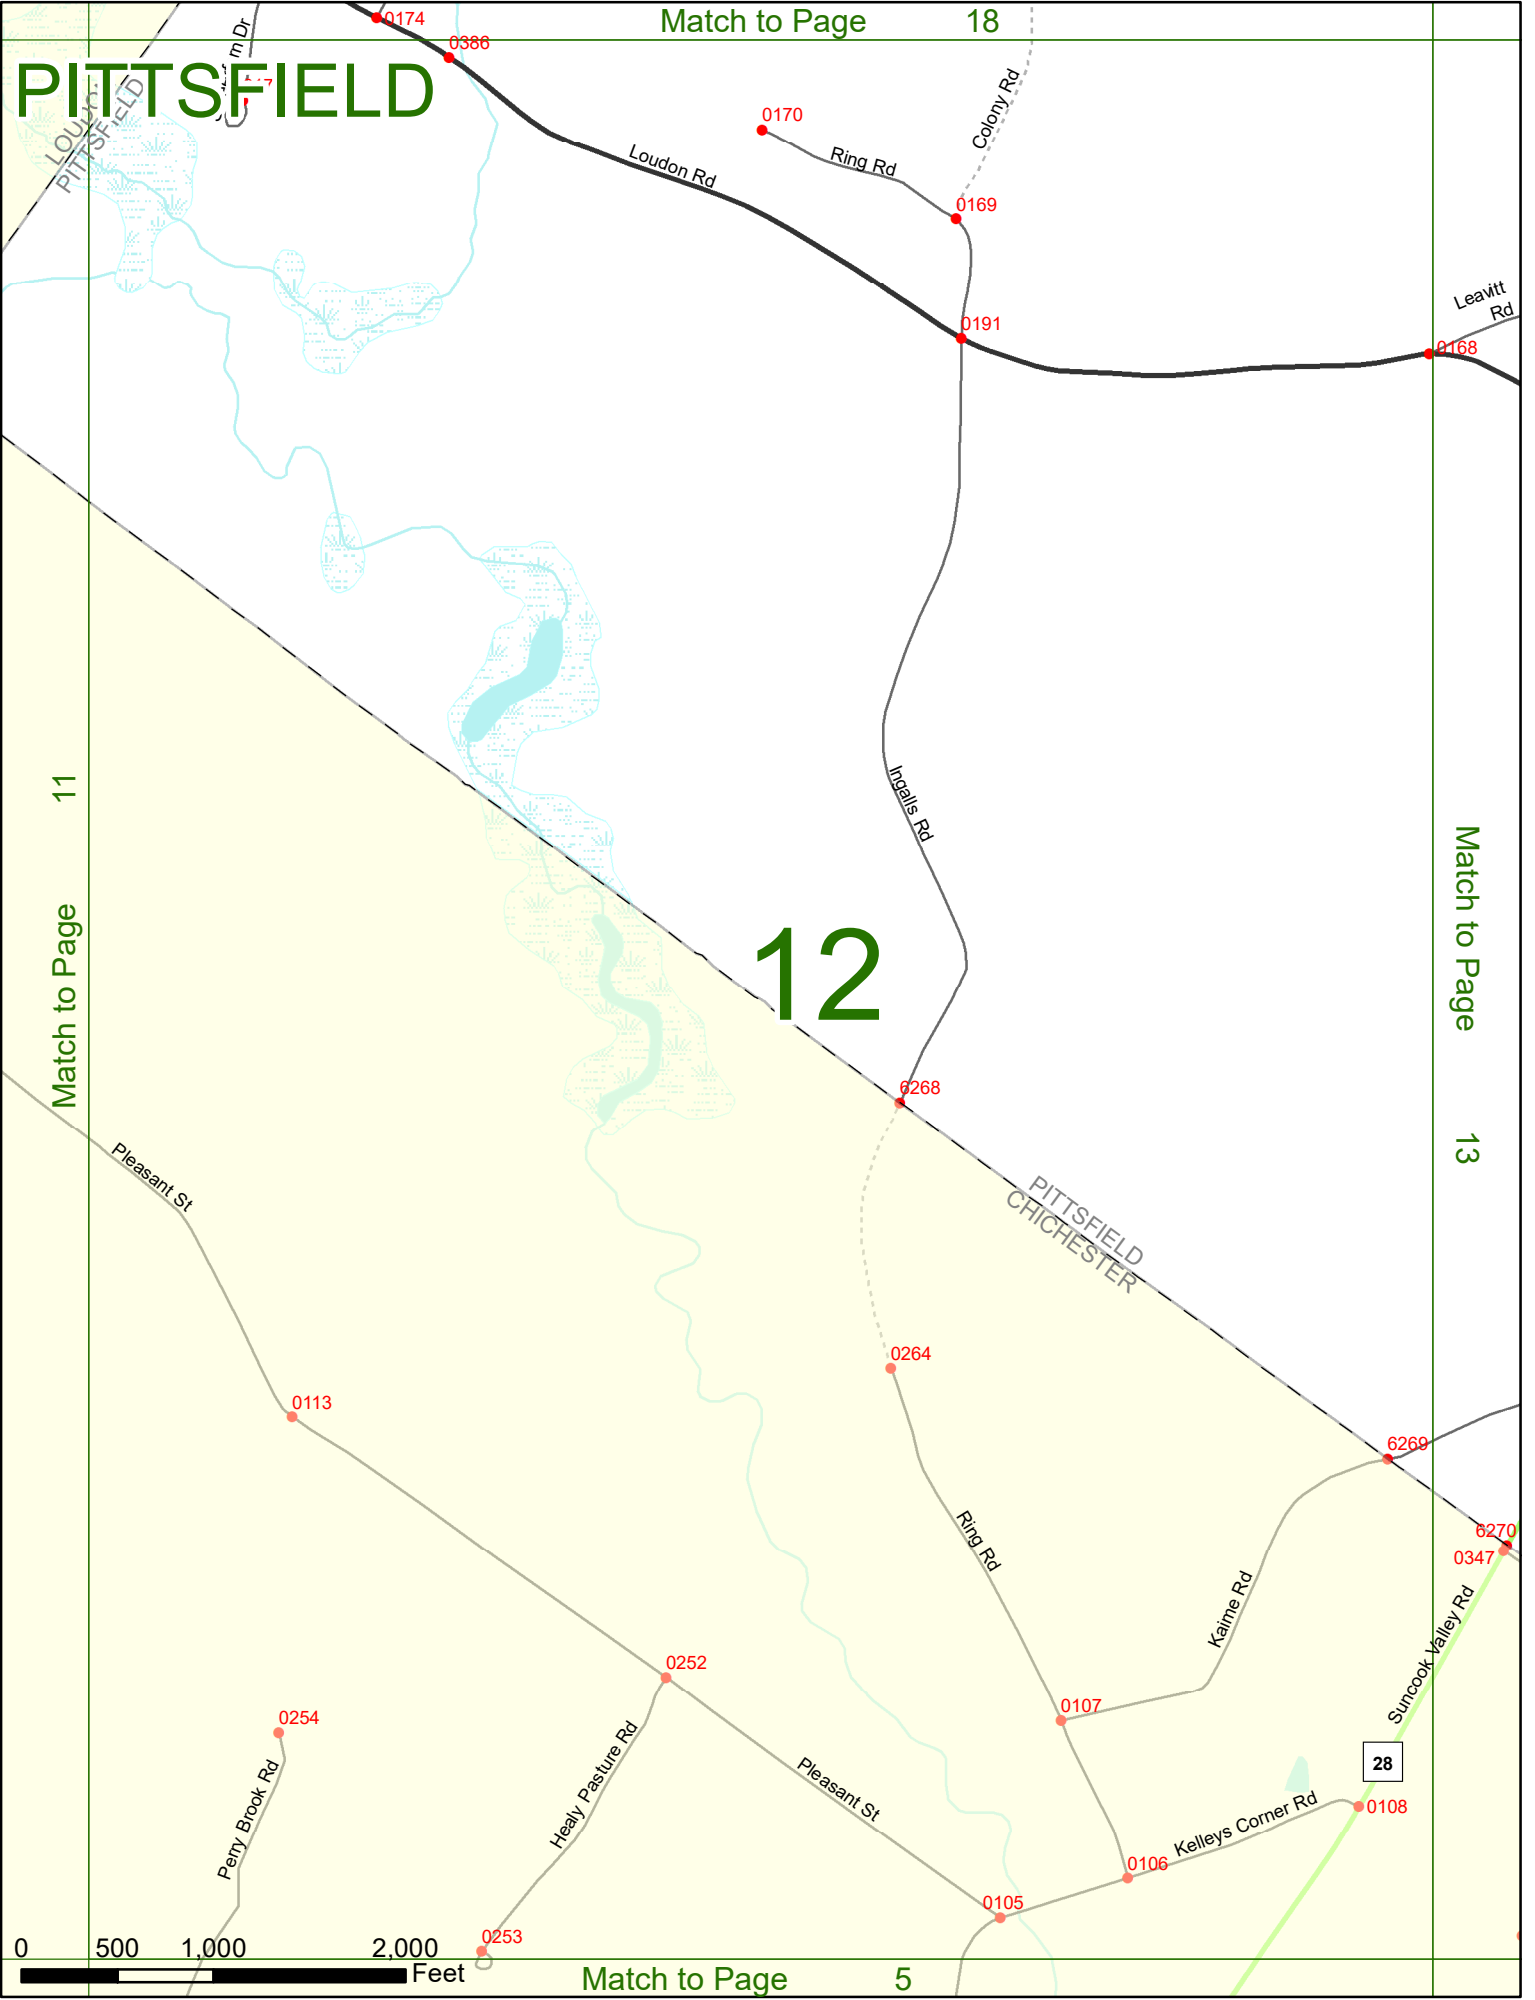 Match to Page 18
0174
0386
PITTSFIELD
PITTSFIELD
0170
Ring Rd
Colony Rd
Loudon Rd
0169
0191
Leavitt
Rd
0168
11
Match to Page
Ingalls Rd
12
Match to Page
13
6268
PITTSFIELD
CHICHESTER
Pleasant St
0264
0113
6269
6270
0347
Ring Rd
Kaime Rd
Suncook Valley Rd
0252
0254
0107
Perry Brook Rd
Healy Pasture Rd
Pleasant St
28
0108
Kelleys Corner Rd
0106
0105
0253
0 500 1,000 2,000
Feet
Match to Page 5